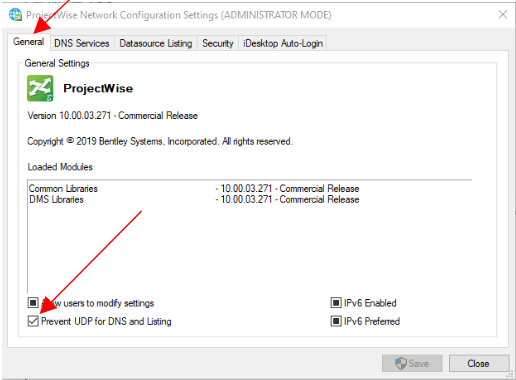 ProjectWise Network Configuration Settings (ADMINISTRATOR MODE)
General DNS Services Datasource Listing Security iDesktop Auto-Login
General Settings
ProjectWise
Version 10.00.03.271 - Commercial Release
Copyright © 2019 Bentley Systems, Incorporated. All rights reserved.
Loaded Modules
Common Libraries - 10.00.03.271 - Commercial Release
DMS Libraries - 10.00.03.271 - Commercial Release
users to modify settings IPv6 Enabled
Prevent UDP for DNS and Listing IPv6 Preferred
Save Close